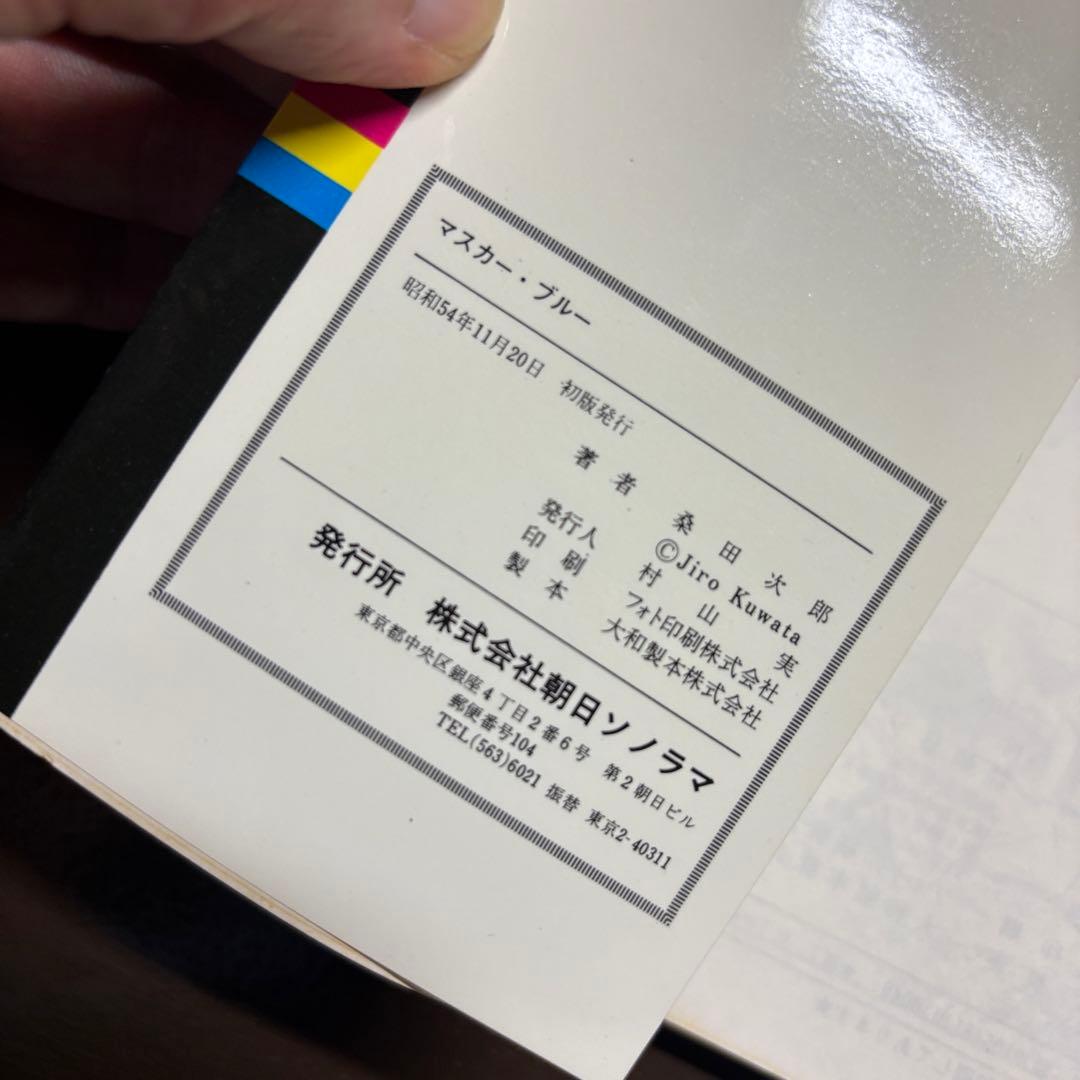 マスカー・ブルー
昭和54年11月20日 初版発行
著者 桑田次郎
©Jiro Kuwata
発行人 村山実
印刷 フォト印刷株式会社
製本 大和製本株式会社
発行所 株式会社朝日ソノラマ
東京都中央区銀座4丁目2番6号 第2朝日ビル
郵便番号104
TEL(563)6021 振替 東京2-40311